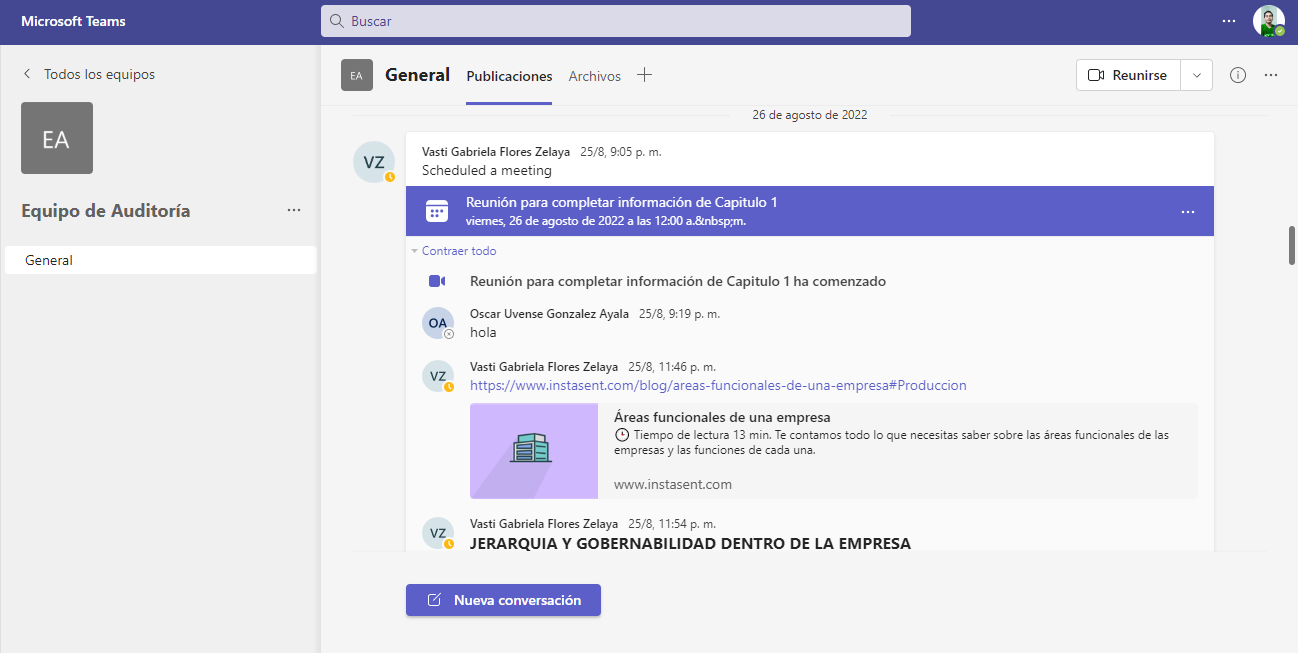 Microsoft Teams
Buscar
Todos los equipos
EA
Equipo de Auditoría
General
EA
General
Publicaciones
Archivos
Reunirse
26 de agosto de 2022
VZ
Vasti Gabriela Flores Zelaya 25/8, 9:05 p. m.
Scheduled a meeting
Reunión para completar información de Capitulo 1
viernes, 26 de agosto de 2022 a las 12:00 a.&nbsp;m.
Contraer todo
Reunión para completar información de Capitulo 1 ha comenzado
OA
Oscar Uvense Gonzalez Ayala 25/8, 9:19 p. m.
hola
VZ
Vasti Gabriela Flores Zelaya 25/8, 11:46 p. m.
https://www.instasent.com/blog/areas-funcionales-de-una-empresa#Produccion
Áreas funcionales de una empresa
Tiempo de lectura 13 min. Te contamos todo lo que necesitas saber sobre las áreas funcionales de las
empresas y las funciones de cada una.
www.instasent.com
VZ
Vasti Gabriela Flores Zelaya 25/8, 11:54 p. m.
JERARQUIA Y GOBERNABILIDAD DENTRO DE LA EMPRESA
Nueva conversación